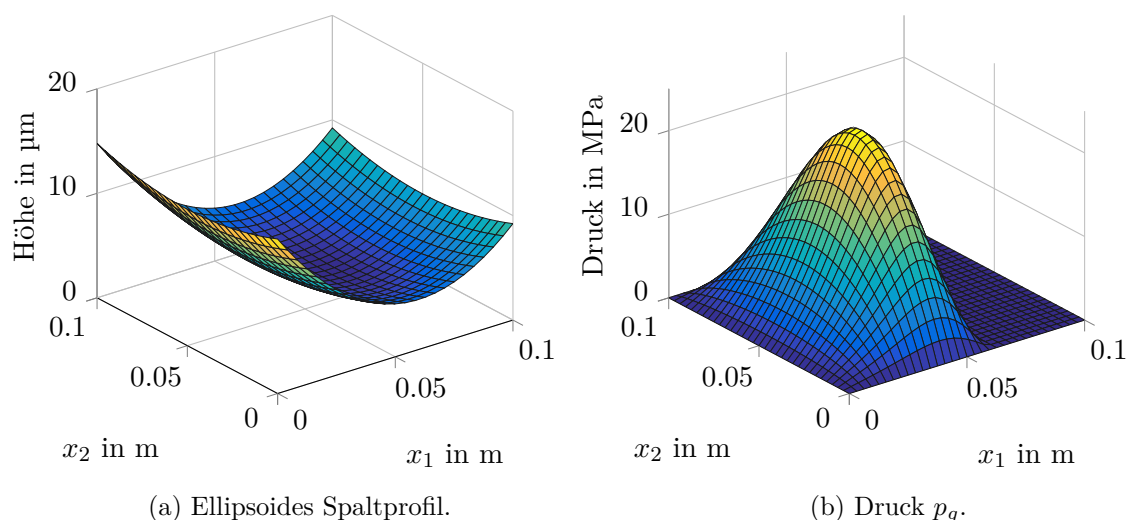 20
10
0
Höhe in µm
0.1
0.05
0
x₂ in m
0
0.05
0.1
x₁ in m
(a) Ellipsoides Spaltprofil.
20
10
0
Druck in MPa
0.1
0.05
0
x₂ in m
0
0.05
0.1
x₁ in m
(b) Druck p_q.